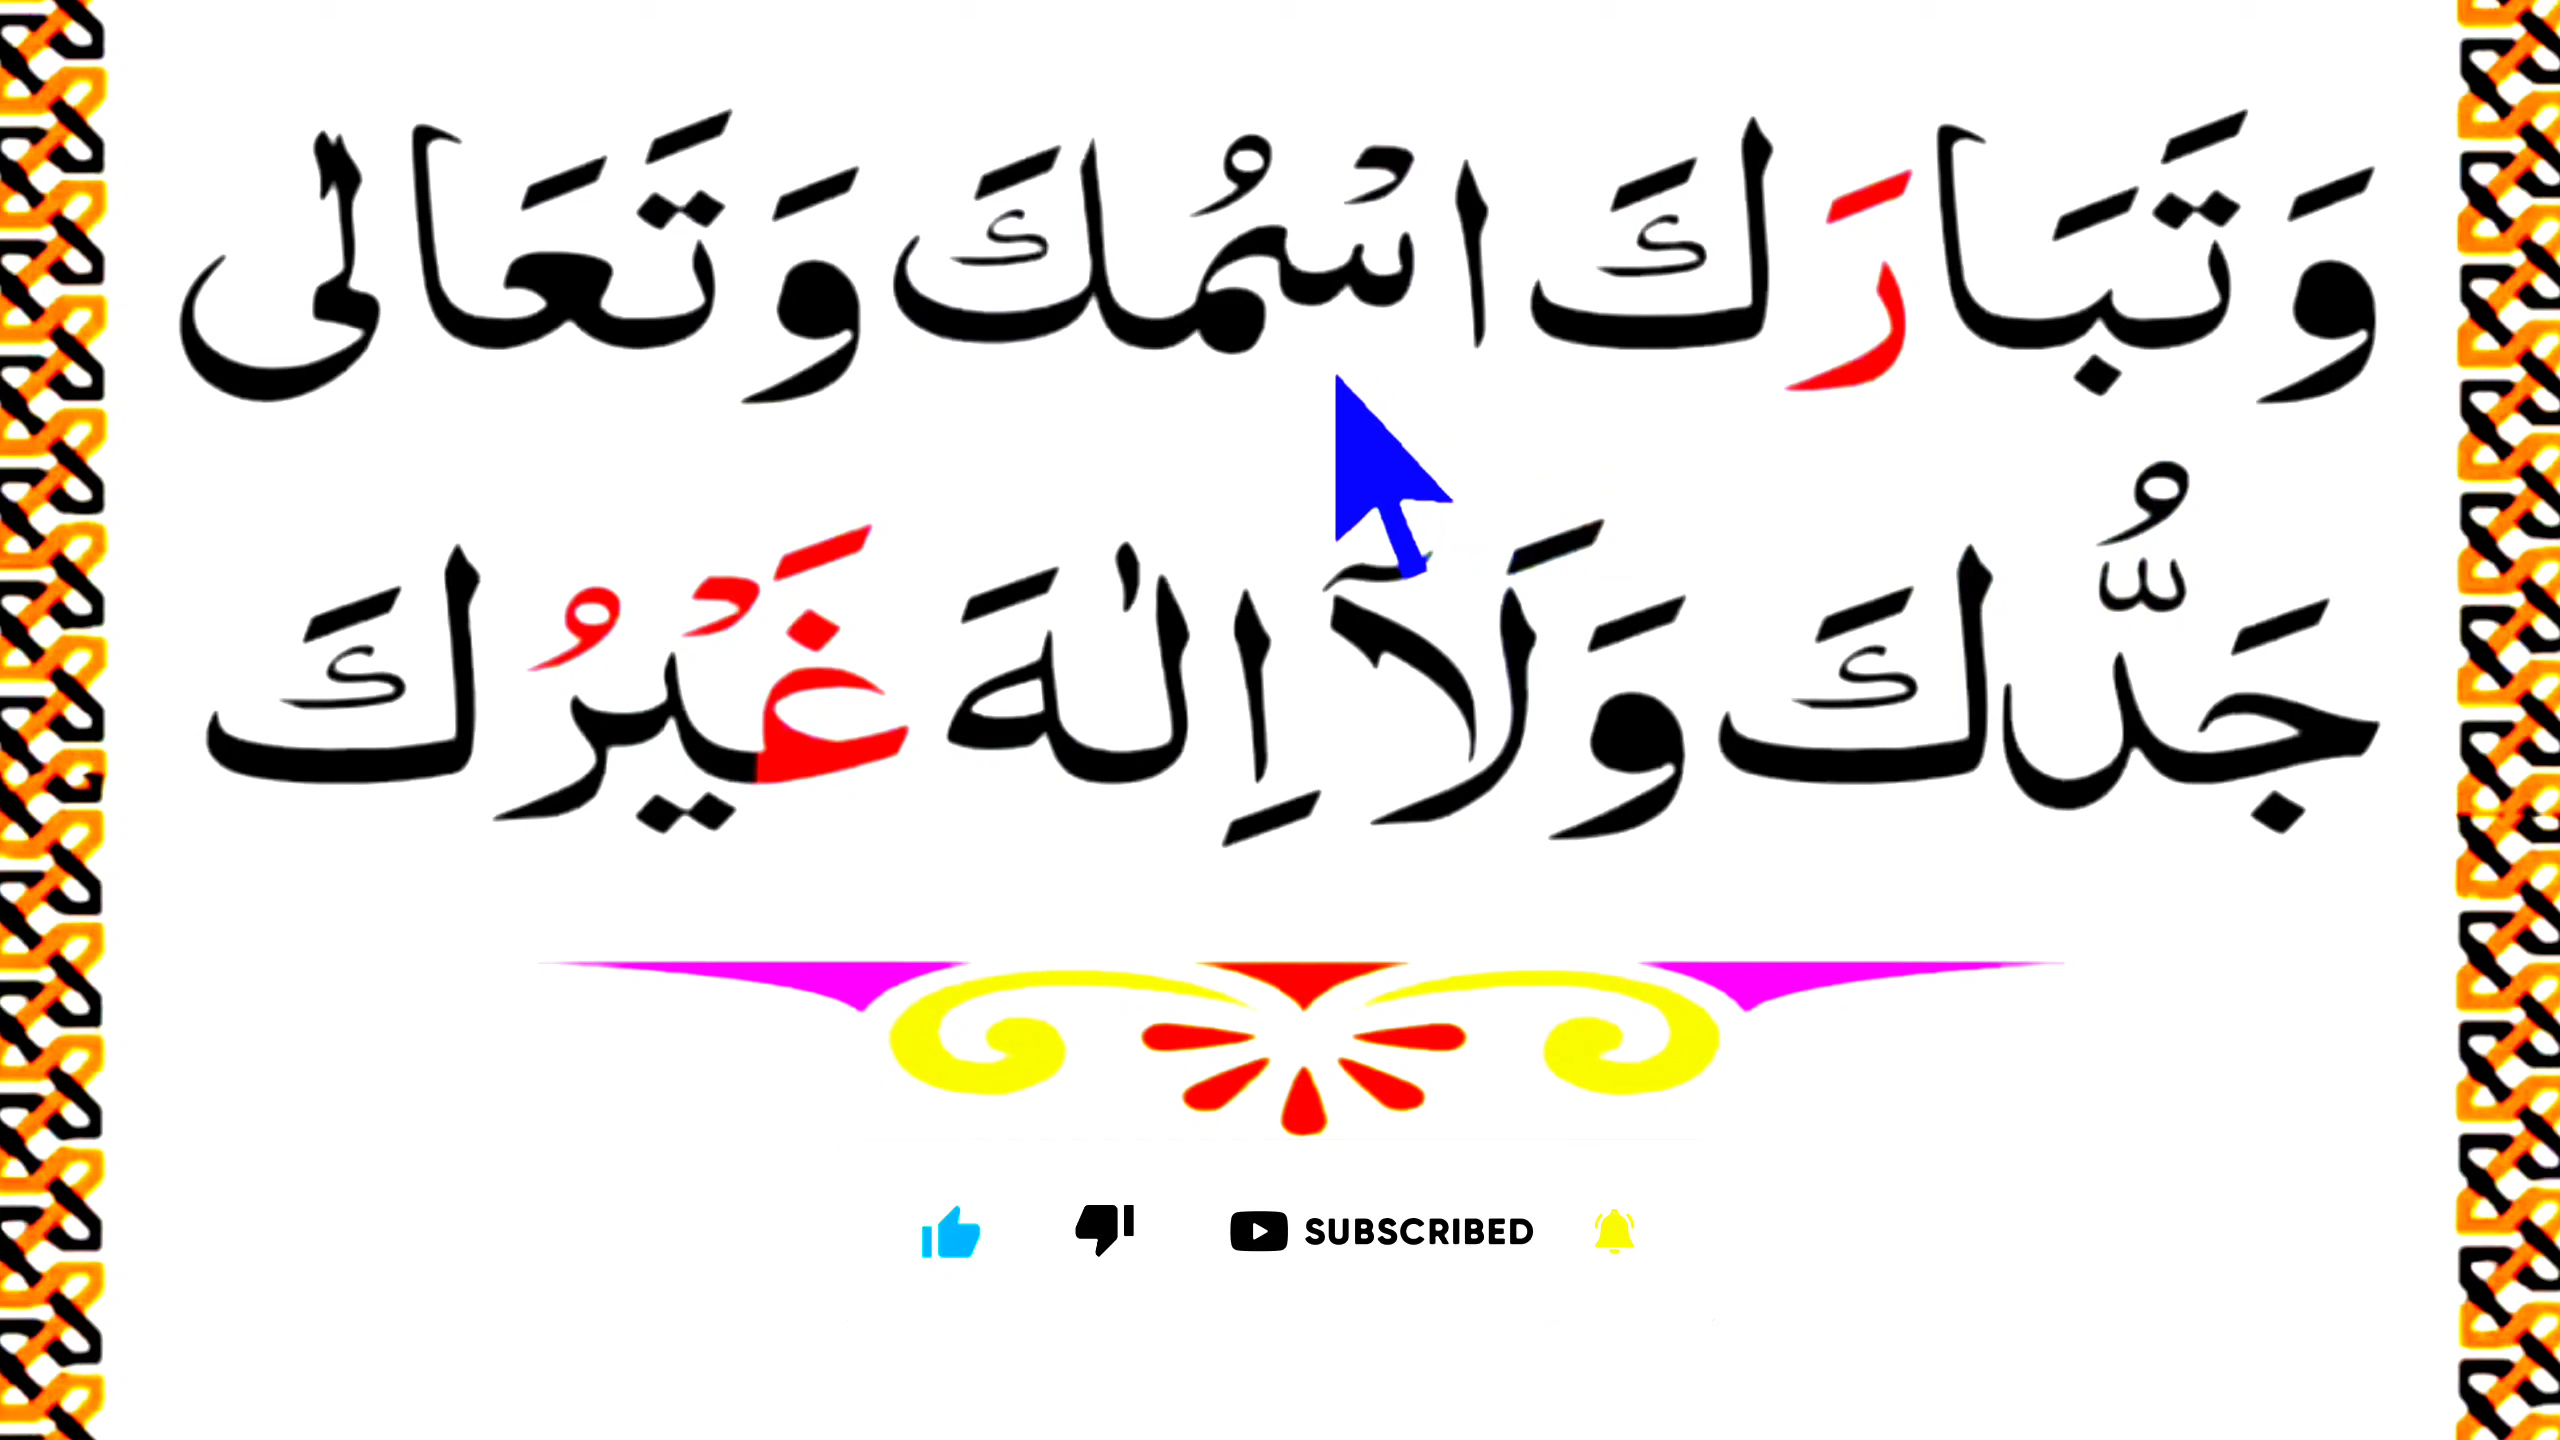 وَتَبَارَكَ اسْمُكَ وَتَعَالٰى
جَدُّكَ وَلَآ اِلٰهَ غَيْرُكَ
SUBSCRIBED